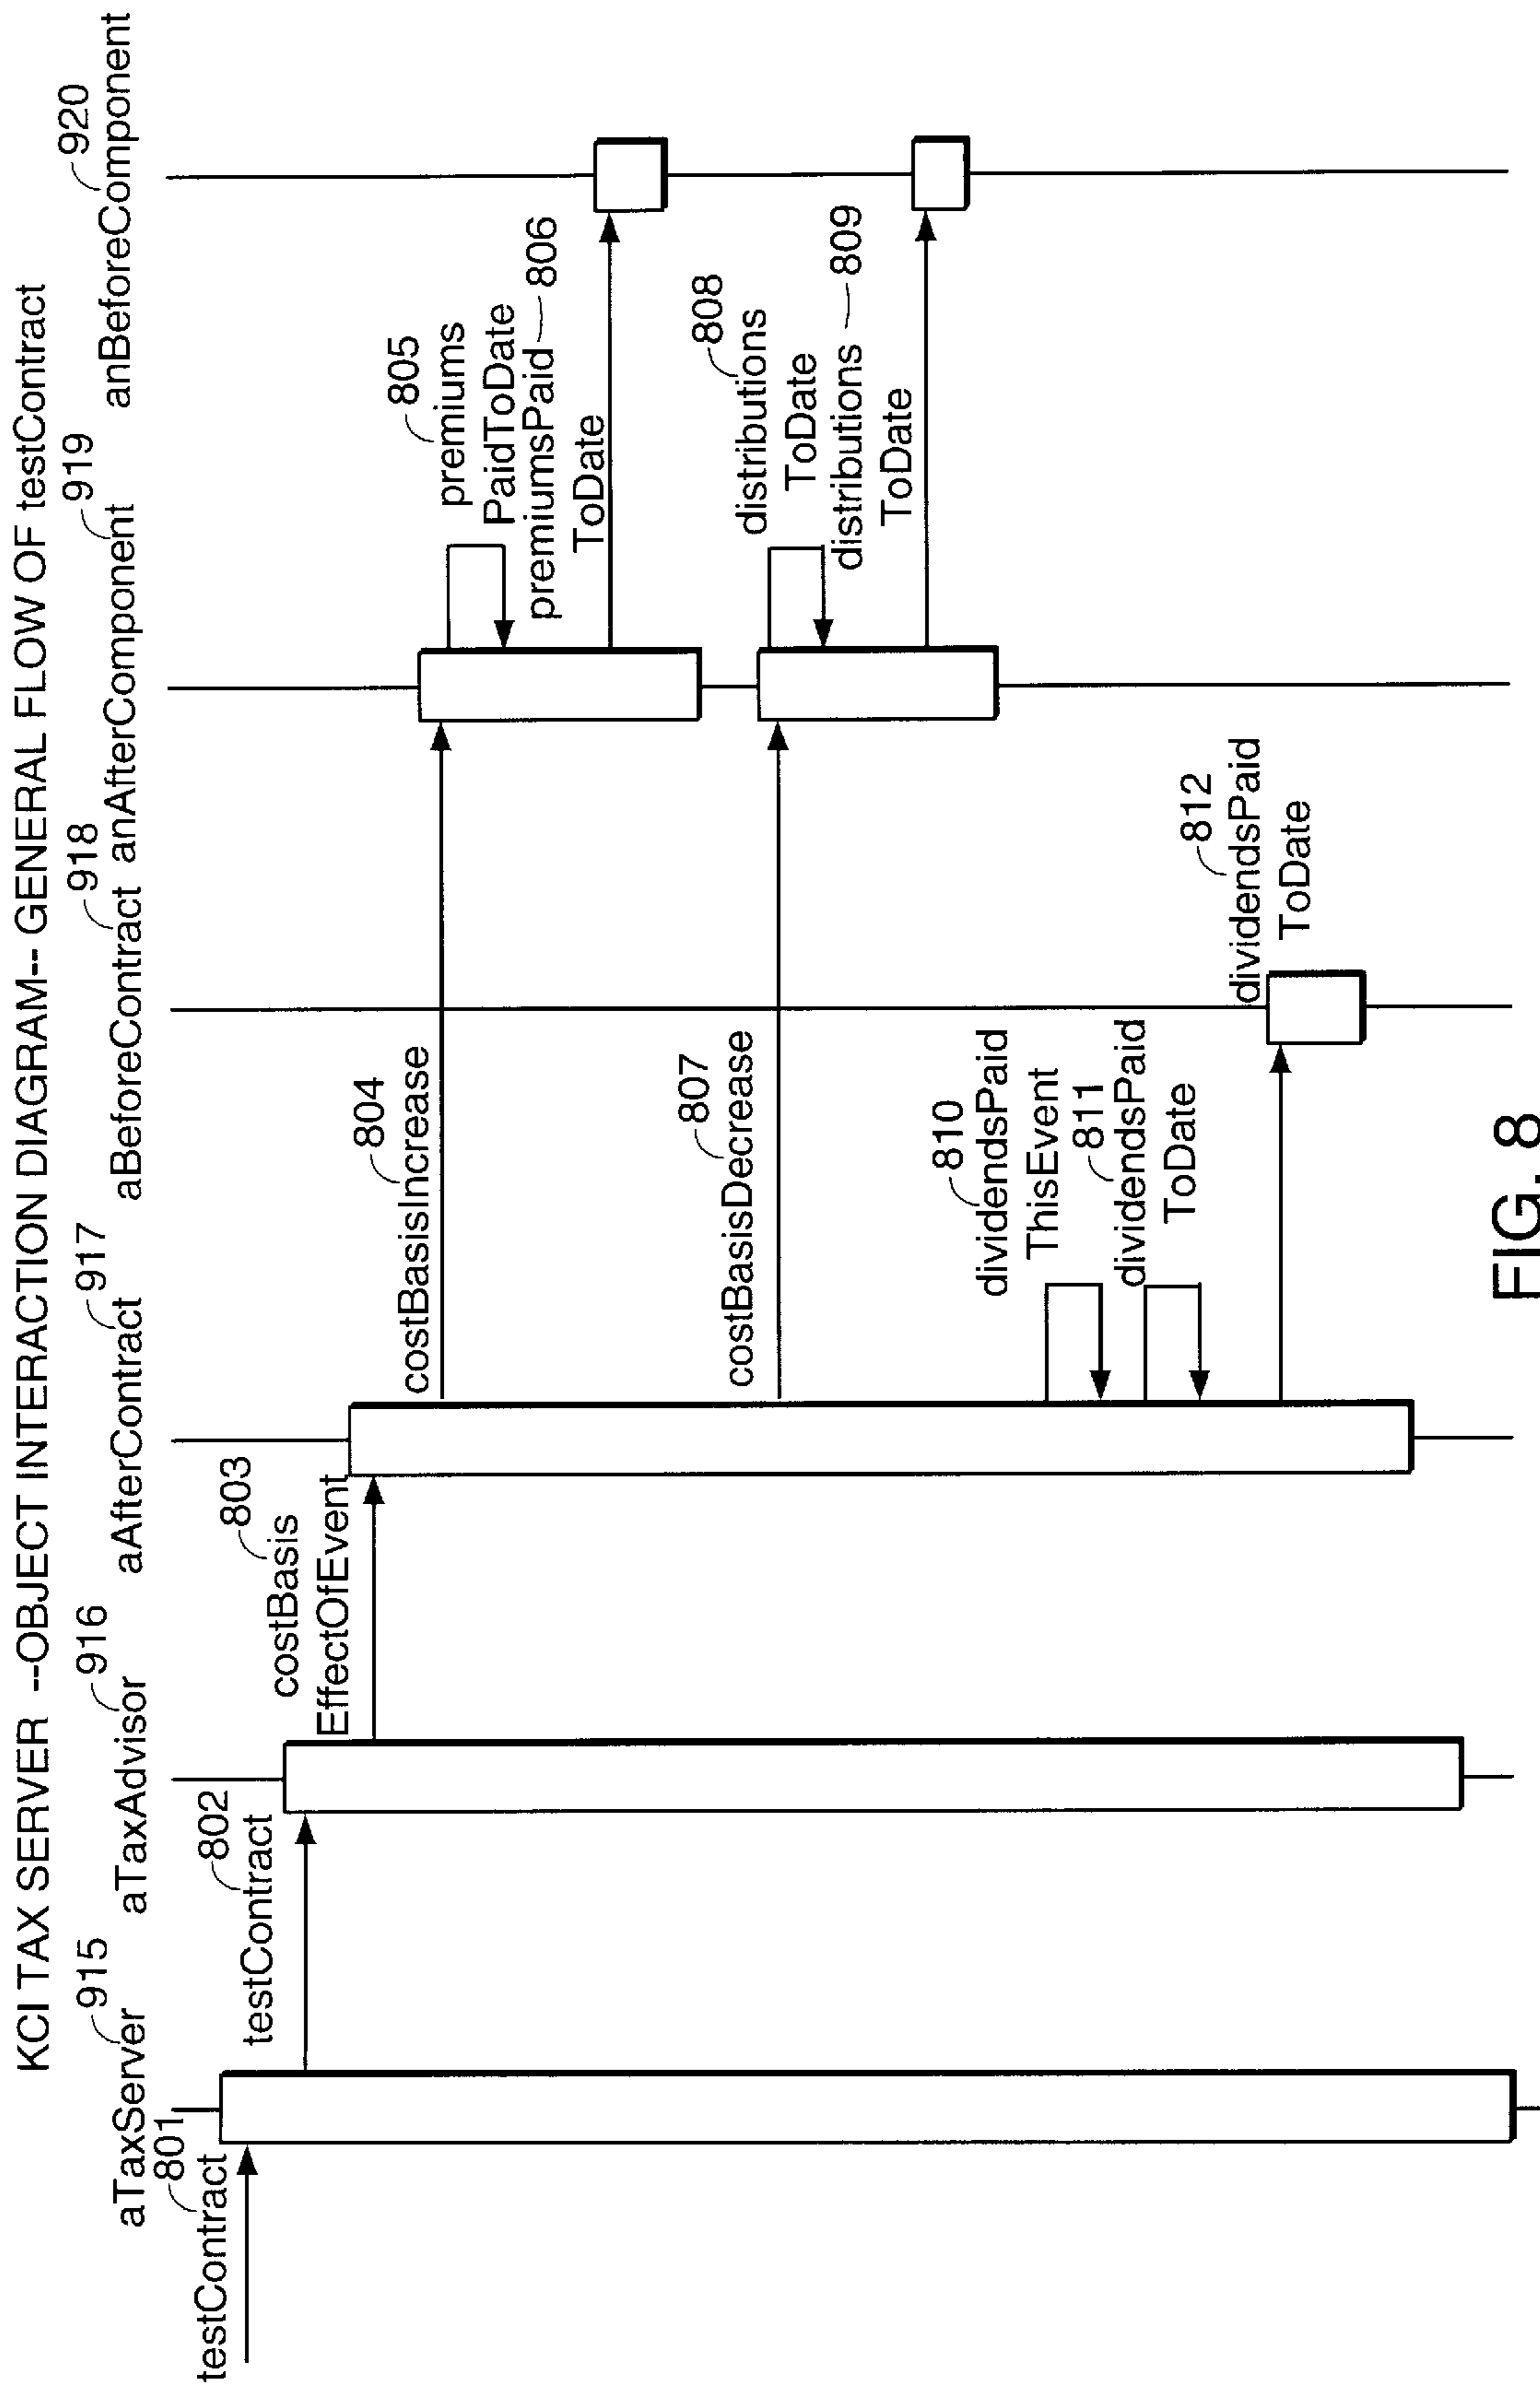 KCI TAX SERVER --OBJECT INTERACTION DIAGRAM-- GENERAL FLOW OF testContract
915
916
917
918
919
920
aTaxServer
aTaxAdvisor
aAfterContract
aBeforeContract
anAfterComponent
anBeforeComponent
801
testContract
802
testContract
803
costBasis
EffectOfEvent
804
costBasisIncrease
805
premiums
PaidToDate
premiumsPaid
806
ToDate
807
costBasisDecrease
808
distributions
ToDate
distributions
809
ToDate
810
dividendsPaid
ThisEvent
811
dividendsPaid
ToDate
812
dividendsPaid
ToDate
FIG. 8